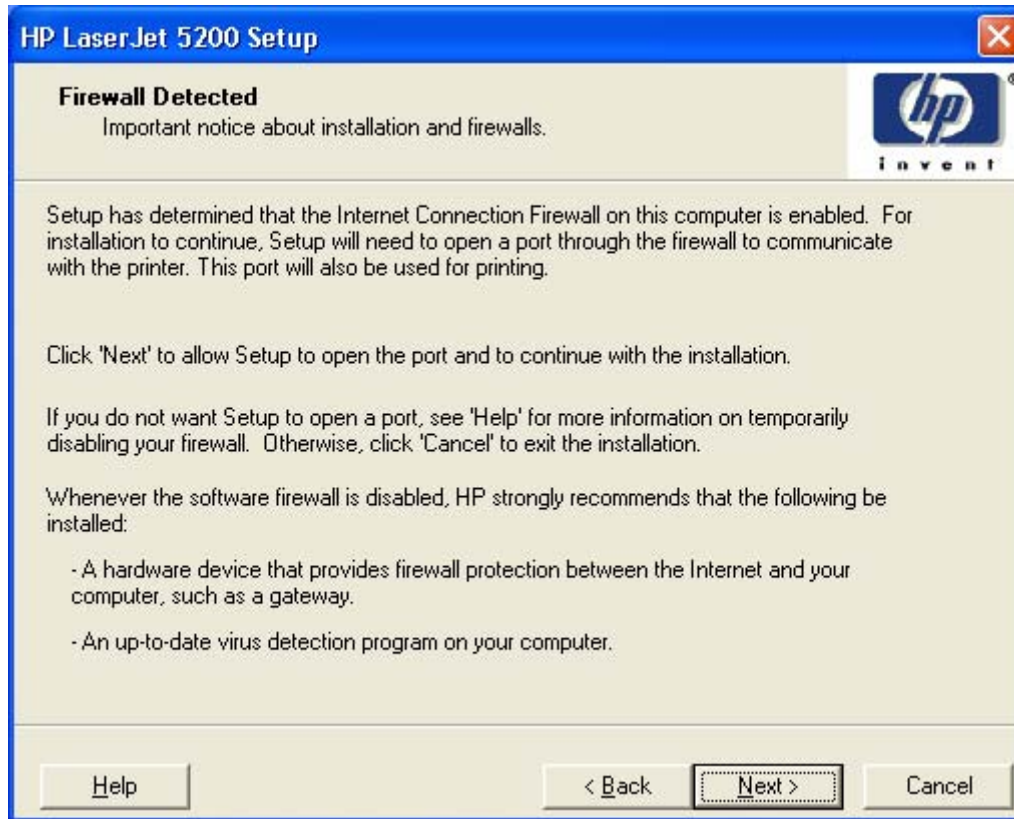 HP LaserJet 5200 Setup
Firewall Detected
Important notice about installation and firewalls.
hp
®
invent
Setup has determined that the Internet Connection Firewall on this computer is enabled. For
installation to continue, Setup will need to open a port through the firewall to communicate
with the printer. This port will also be used for printing.
Click 'Next' to allow Setup to open the port and to continue with the installation.
If you do not want Setup to open a port, see 'Help' for more information on temporarily
disabling your firewall. Otherwise, click 'Cancel' to exit the installation.
Whenever the software firewall is disabled, HP strongly recommends that the following be
installed:
- A hardware device that provides firewall protection between the Internet and your
computer, such as a gateway.
- An up-to-date virus detection program on your computer.
Help
< Back
Next >
Cancel